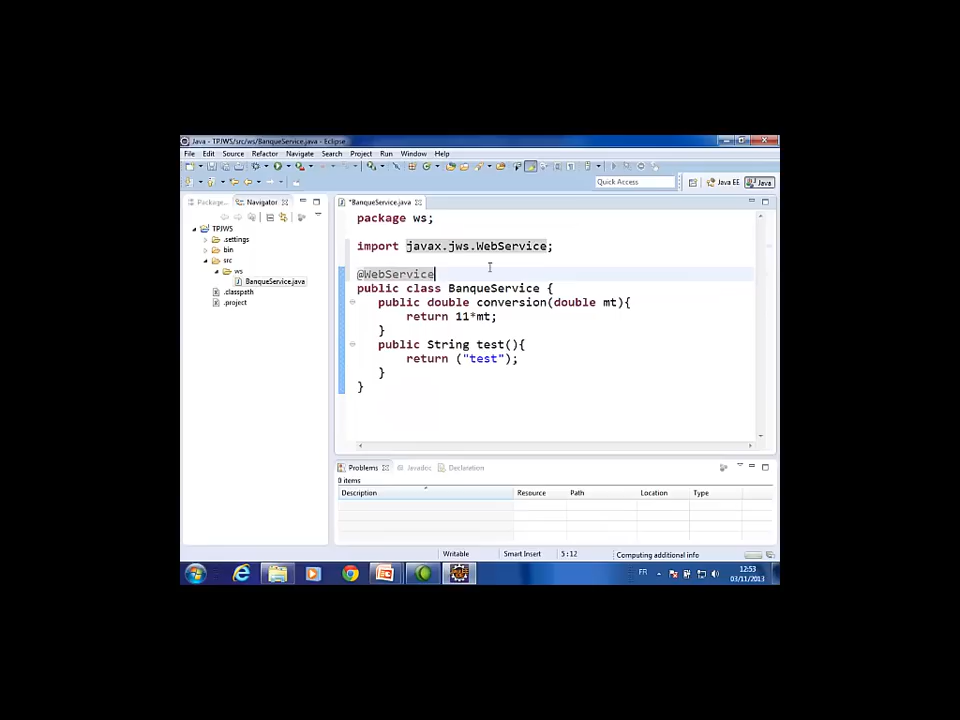 Java - TPJWS/src/ws/BanqueService.java - Eclipse
File Edit Source Refactor Navigate Search Project Run Window Help
Quick Access Java EE Java
Package... Navigator
*BanqueService.java
TPJWS
.settings
bin
src
ws
BanqueService.java
.classpath
.project
package ws;
import javax.jws.WebService;
@WebService
public class BanqueService {
public double conversion(double mt){
return 11*mt;
}
public String test(){
return ("test");
}
}
Problems Javadoc Declaration
0 items
Description Resource Path Location Type
Writable Smart Insert 5:12 Computing additional info
FR 12:53
03/11/2013